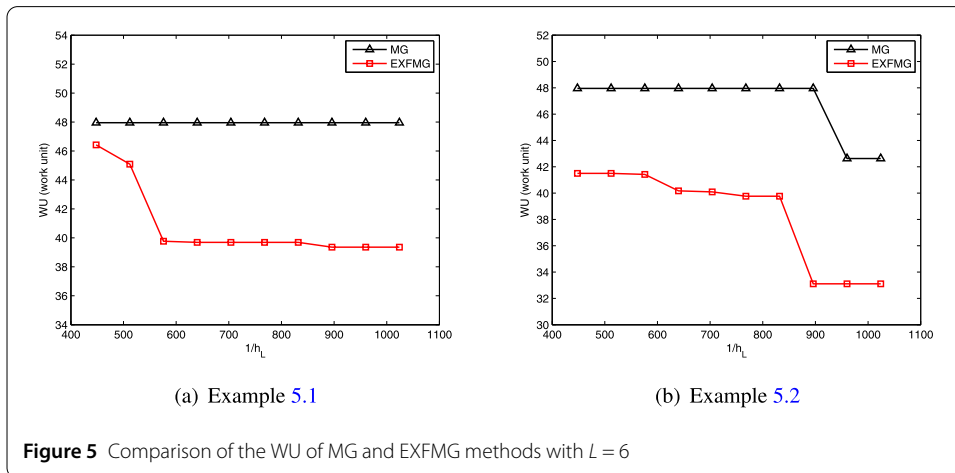 54
52
50
48
46
44
42
40
38
36
34
WU (work unit)
MG
EXFMG
400 500 600 700 800 900 1000 1100
1/h_L
(a) Example 5.1
52
50
48
46
44
42
40
38
36
34
32
30
WU (work unit)
MG
EXFMG
400 500 600 700 800 900 1000 1100
1/h_L
(b) Example 5.2
Figure 5 Comparison of the WU of MG and EXFMG methods with L = 6